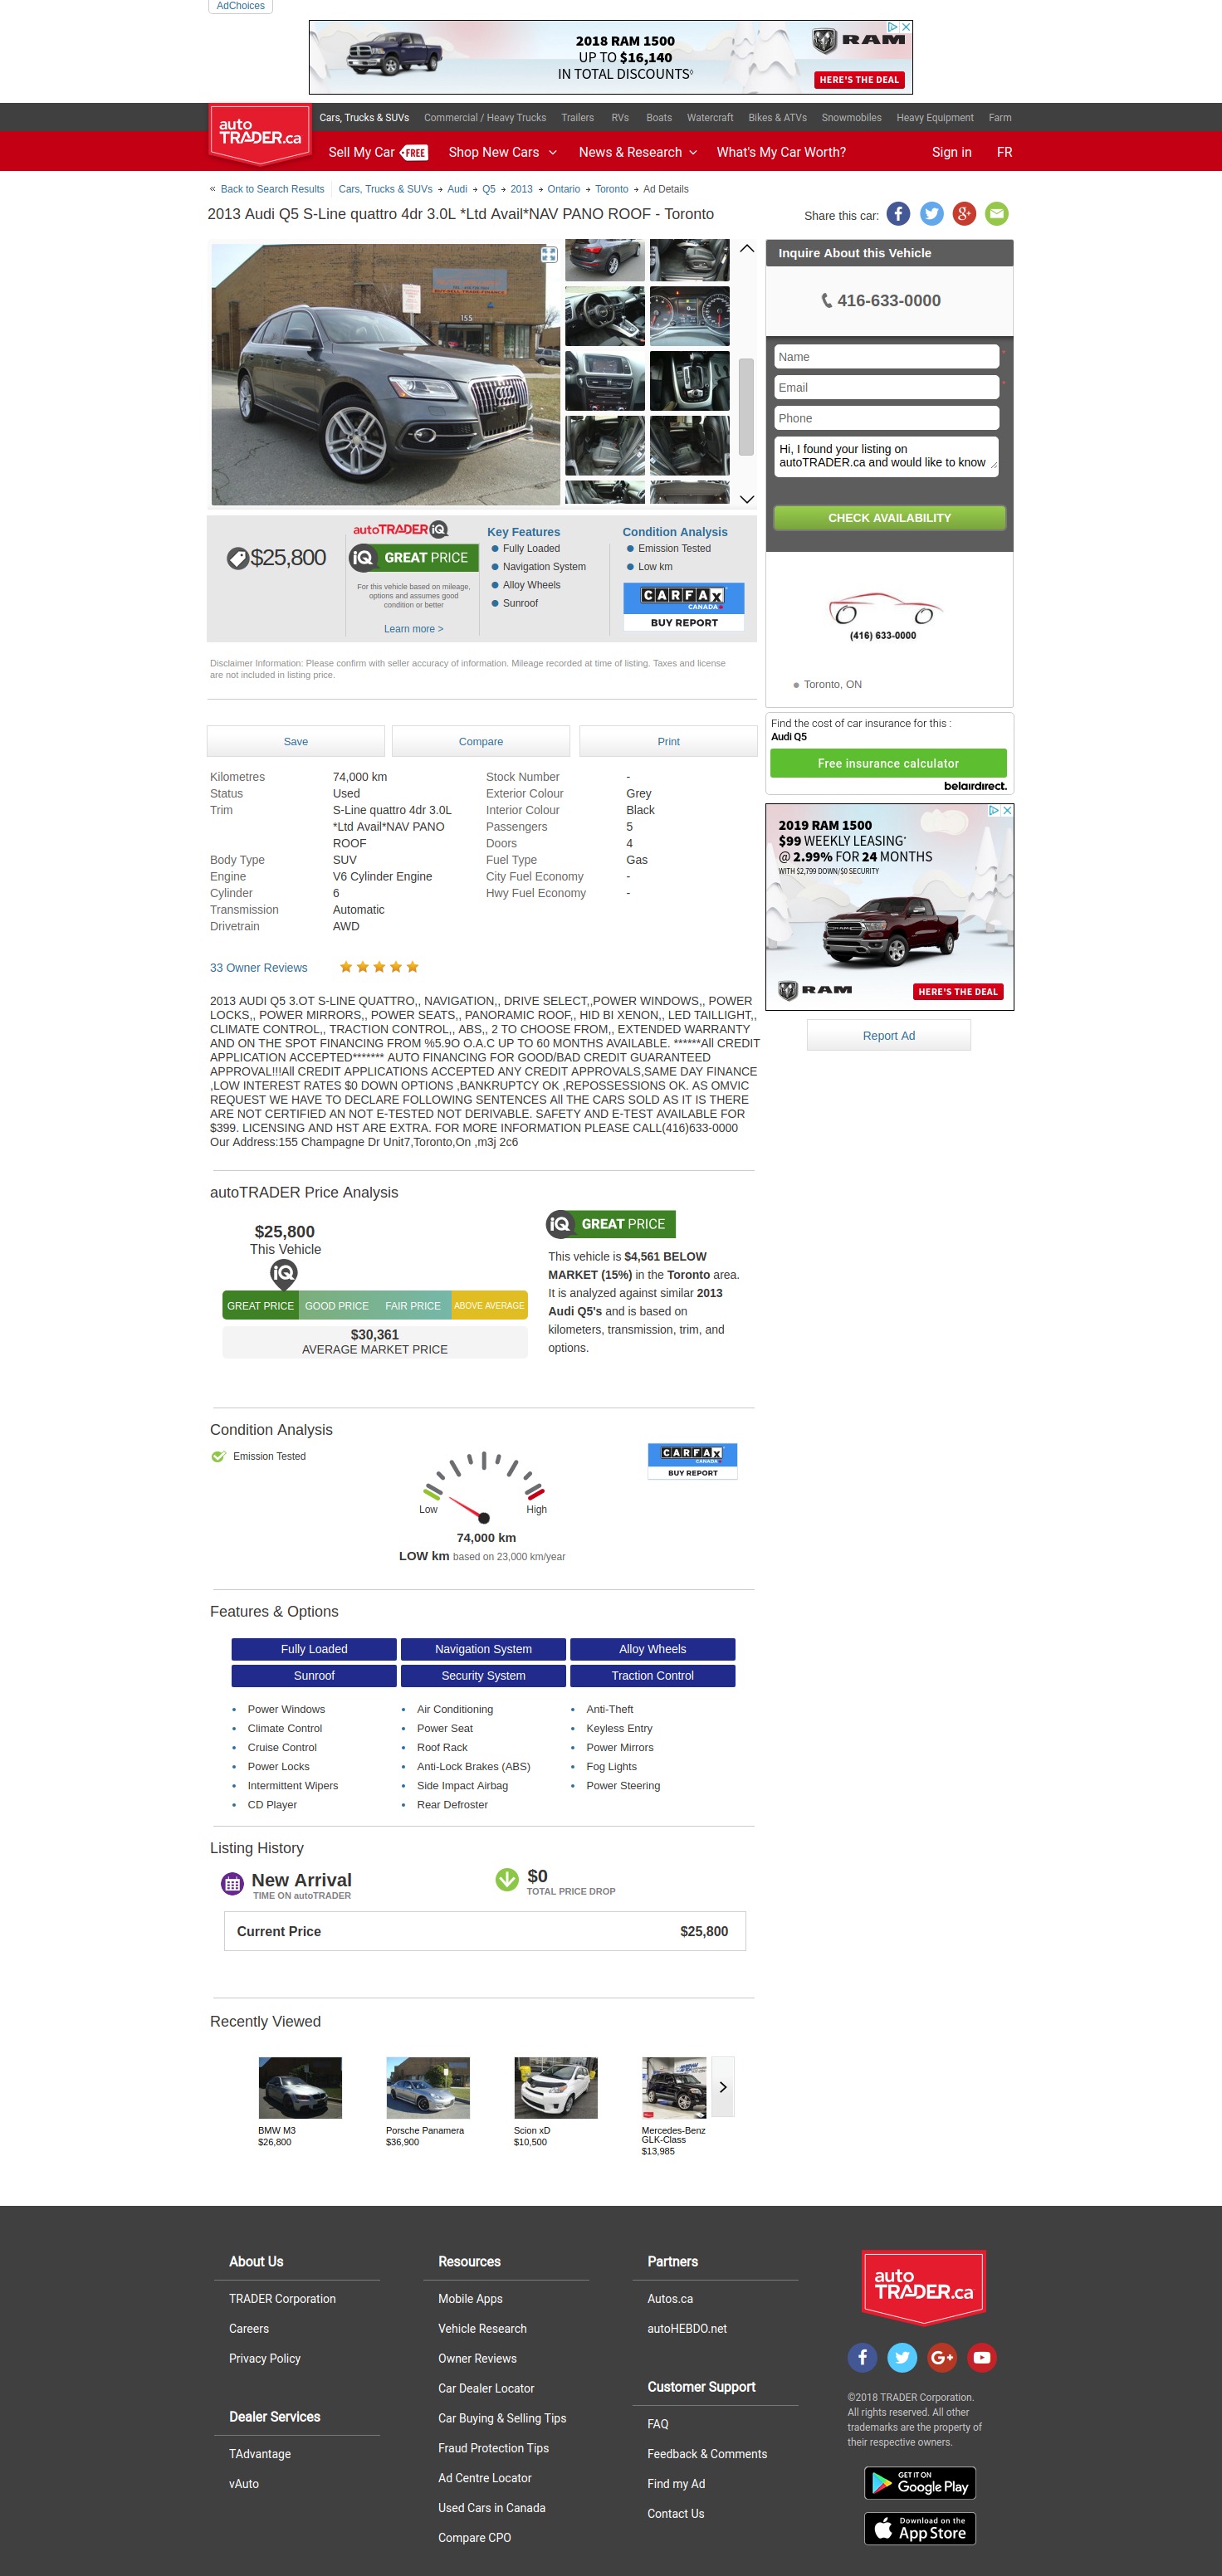 AdChoices
2018 RAM 1500
UP TO $16,140
IN TOTAL DISCOUNTS◊
RAM
HERE'S THE DEAL
auto
TRADER.ca
Cars, Trucks & SUVs Commercial / Heavy Trucks Trailers RVs Boats Watercraft Bikes & ATVs Snowmobiles Heavy Equipment Farm
Sell My Car FREE Shop New Cars News & Research What's My Car Worth? Sign in FR
« Back to Search Results Cars, Trucks & SUVs → Audi → Q5 → 2013 → Ontario → Toronto → Ad Details
2013 Audi Q5 S-Line quattro 4dr 3.0L *Ltd Avail*NAV PANO ROOF - Toronto
Share this car:
155
Inquire About this Vehicle
416-633-0000
Name *
Email *
Phone
Hi, I found your listing on
autoTRADER.ca and would like to know
CHECK AVAILABILITY
(416) 633-0000
Toronto, ON
$25,800
autoTRADER iQ
iQ GREAT PRICE
For this vehicle based on mileage,
options and assumes good
condition or better
Learn more >
Key Features
Fully Loaded
Navigation System
Alloy Wheels
Sunroof
Condition Analysis
Emission Tested
Low km
CARFAX
CANADA
BUY REPORT
Disclaimer Information: Please confirm with seller accuracy of information. Mileage recorded at time of listing. Taxes and license
are not included in listing price.
Save Compare Print
Find the cost of car insurance for this :
Audi Q5
Free insurance calculator
belairdirect.
Kilometres 74,000 km Stock Number -
Status Used Exterior Colour Grey
Trim S-Line quattro 4dr 3.0L Interior Colour Black
*Ltd Avail*NAV PANO Passengers 5
ROOF Doors 4
Body Type SUV Fuel Type Gas
Engine V6 Cylinder Engine City Fuel Economy -
Cylinder 6 Hwy Fuel Economy -
Transmission Automatic
Drivetrain AWD
2019 RAM 1500
$99 WEEKLY LEASING*
@ 2.99% FOR 24 MONTHS
WITH $2,799 DOWN/$0 SECURITY
RAM
HERE'S THE DEAL
Report Ad
33 Owner Reviews
2013 AUDI Q5 3.OT S-LINE QUATTRO,, NAVIGATION,, DRIVE SELECT,,POWER WINDOWS,, POWER
LOCKS,, POWER MIRRORS,, POWER SEATS,, PANORAMIC ROOF,, HID BI XENON,, LED TAILLIGHT,,
CLIMATE CONTROL,, TRACTION CONTROL,, ABS,, 2 TO CHOOSE FROM,, EXTENDED WARRANTY
AND ON THE SPOT FINANCING FROM %5.9O O.A.C UP TO 60 MONTHS AVAILABLE. ******All CREDIT
APPLICATION ACCEPTED******* AUTO FINANCING FOR GOOD/BAD CREDIT GUARANTEED
APPROVAL!!!All CREDIT APPLICATIONS ACCEPTED ANY CREDIT APPROVALS,SAME DAY FINANCE
,LOW INTEREST RATES $0 DOWN OPTIONS ,BANKRUPTCY OK ,REPOSSESSIONS OK. AS OMVIC
REQUEST WE HAVE TO DECLARE FOLLOWING SENTENCES All THE CARS SOLD AS IT IS THERE
ARE NOT CERTIFIED AN NOT E-TESTED NOT DERIVABLE. SAFETY AND E-TEST AVAILABLE FOR
$399. LICENSING AND HST ARE EXTRA. FOR MORE INFORMATION PLEASE CALL(416)633-0000
Our Address:155 Champagne Dr Unit7,Toronto,On ,m3j 2c6
autoTRADER Price Analysis
$25,800
This Vehicle
iQ
GREAT PRICE GOOD PRICE FAIR PRICE ABOVE AVERAGE
$30,361
AVERAGE MARKET PRICE
iQ GREAT PRICE
This vehicle is $4,561 BELOW
MARKET (15%) in the Toronto area.
It is analyzed against similar 2013
Audi Q5's and is based on
kilometers, transmission, trim, and
options.
Condition Analysis
Emission Tested
Low High
74,000 km
LOW km based on 23,000 km/year
CARFAX
CANADA
BUY REPORT
Features & Options
Fully Loaded Navigation System Alloy Wheels
Sunroof Security System Traction Control
Power Windows Air Conditioning Anti-Theft
Climate Control Power Seat Keyless Entry
Cruise Control Roof Rack Power Mirrors
Power Locks Anti-Lock Brakes (ABS) Fog Lights
Intermittent Wipers Side Impact Airbag Power Steering
CD Player Rear Defroster
Listing History
New Arrival
TIME ON autoTRADER
$0
TOTAL PRICE DROP
Current Price $25,800
Recently Viewed
BMW M3
$26,800
Porsche Panamera
$36,900
Scion xD
$10,500
Mercedes-Benz
GLK-Class
$13,985
About Us
TRADER Corporation
Careers
Privacy Policy
Dealer Services
TAdvantage
vAuto
Resources
Mobile Apps
Vehicle Research
Owner Reviews
Car Dealer Locator
Car Buying & Selling Tips
Fraud Protection Tips
Ad Centre Locator
Used Cars in Canada
Compare CPO
Partners
Autos.ca
autoHEBDO.net
Customer Support
FAQ
Feedback & Comments
Find my Ad
Contact Us
auto
TRADER.ca
©2018 TRADER Corporation.
All rights reserved. All other
trademarks are the property of
their respective owners.
GET IT ON
Google Play
Download on the
App Store